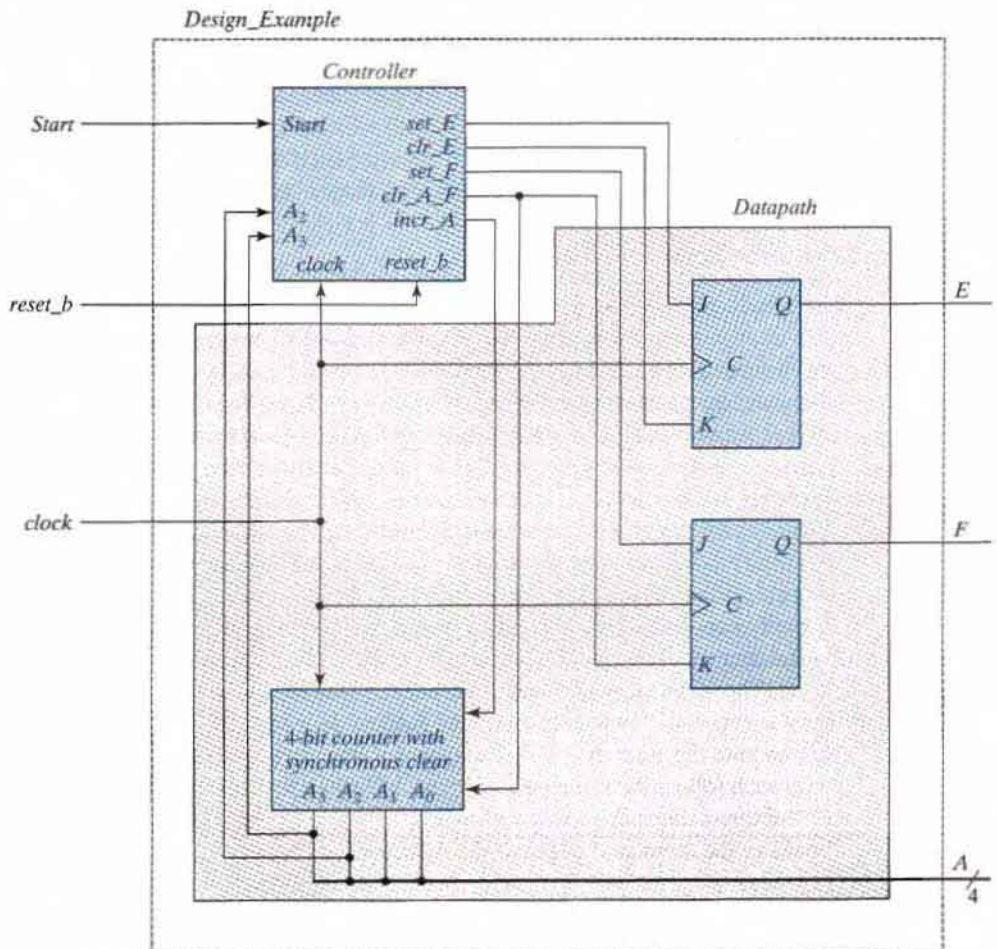 Design_Example
Controller
Start
Start
set_E
clr_E
set_F
clr_A_F
incr_A
A2
A3
clock
reset_b
reset_b
Datapath
J
Q
E
C
K
clock
J
Q
F
C
K
4-bit counter with
synchronous clear
A3 A2 A1 A0
A
4